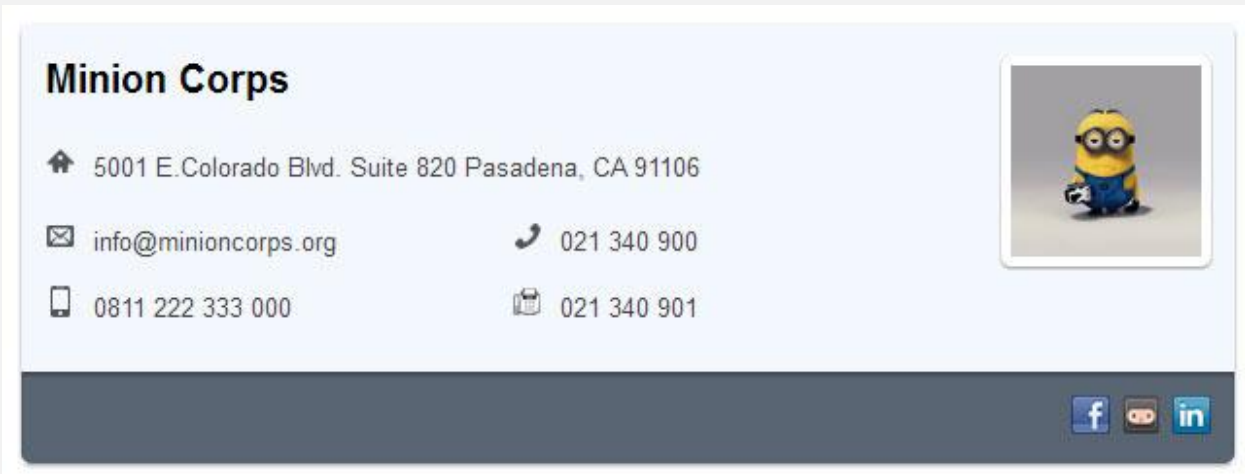 Minion Corps
5001 E.Colorado Blvd. Suite 820 Pasadena, CA 91106
info@minioncorps.org
021 340 900
0811 222 333 000
021 340 901
f
in